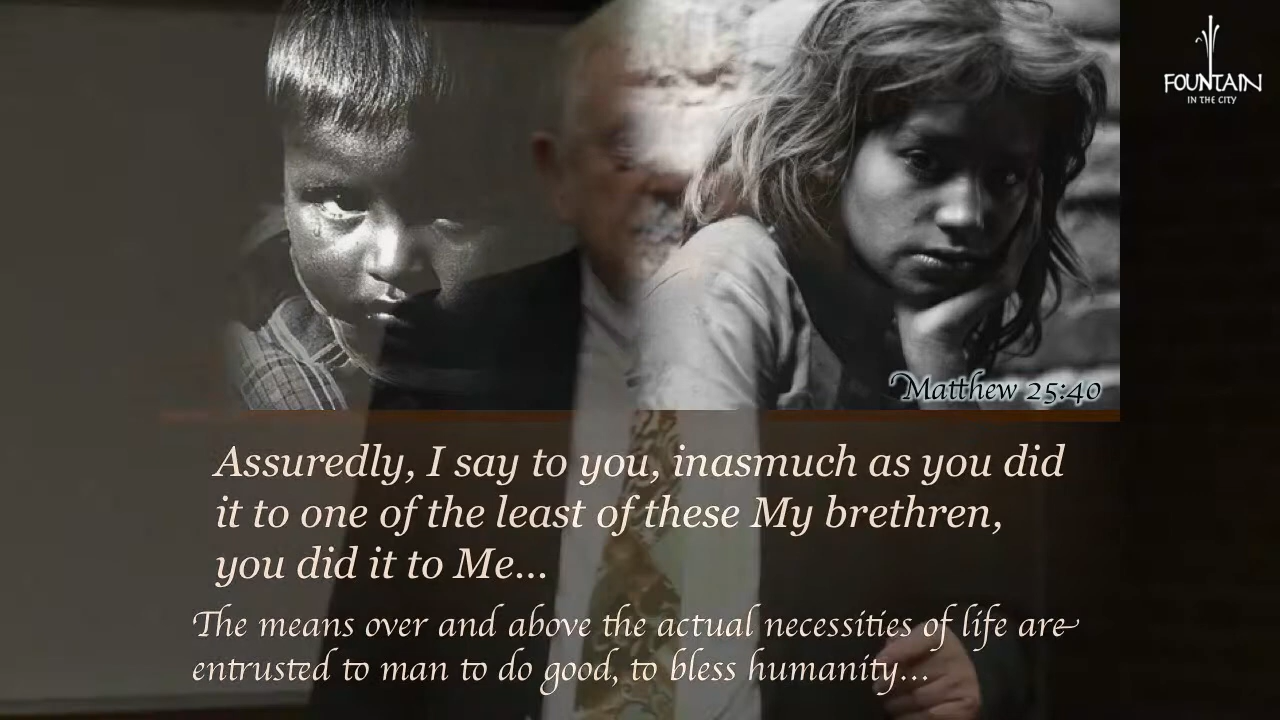 FOUNTAIN
IN THE CITY
Matthew 25:40
Assuredly, I say to you, inasmuch as you did
it to one of the least of these My brethren,
you did it to Me...
The means over and above the actual necessities of life are
entrusted to man to do good, to bless humanity...